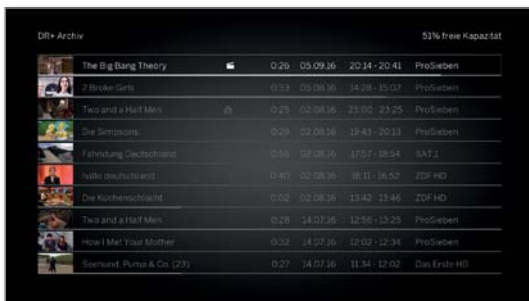 DR+ Archiv 51% freie Kapazität
The Big Bang Theory 0:26 05.09.16 20:14 - 20:41 ProSieben
2 Broke Girls 0:33 05.08.16 14:28 - 15:02 ProSieben
Two and a Half Men 0:25 02.08.16 23:00 - 23:25 ProSieben
Die Simpsons 0:29 02.08.16 19:43 - 20:13 ProSieben
Fahndung Deutschland 0:56 02.08.16 17:57 - 18:54 SAT.1
hallo deutschland 0:40 02.08.16 16:11 - 16:52 ZDF HD
Die Küchenschlacht 0:02 02.08.16 13:42 - 13:46 ZDF HD
Two and a Half Men 0:28 14.07.16 12:56 - 13:25 ProSieben
How I Met Your Mother 0:32 14.07.16 12:02 - 12:34 ProSieben
Seehund, Puma & Co. (23) 0:27 14.07.16 11:34 - 12:02 Das Erste HD